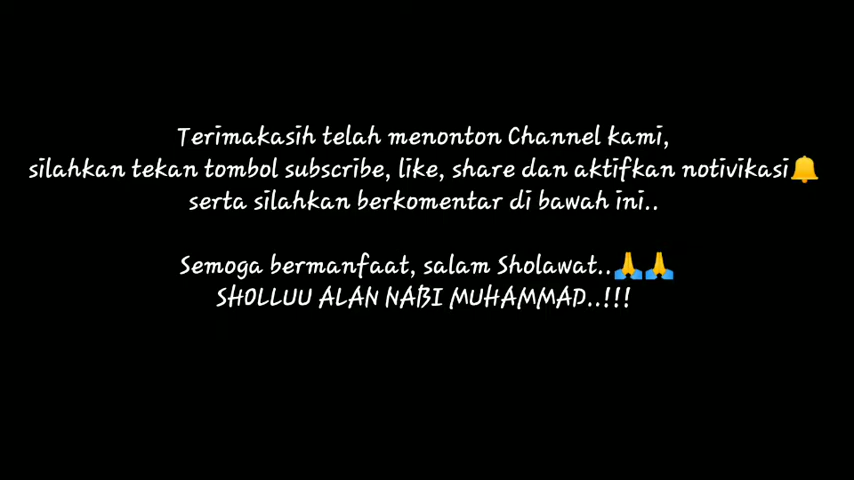 Terimakasih telah menonton Channel kami,
silahkan tekan tombol subscribe, like, share dan aktifkan notivikasi🔔
serta silahkan berkomentar di bawah ini..
Semoga bermanfaat, salam Sholawat..🙏🙏
SHOLLUU ALAN NABI MUHAMMAD..!!!